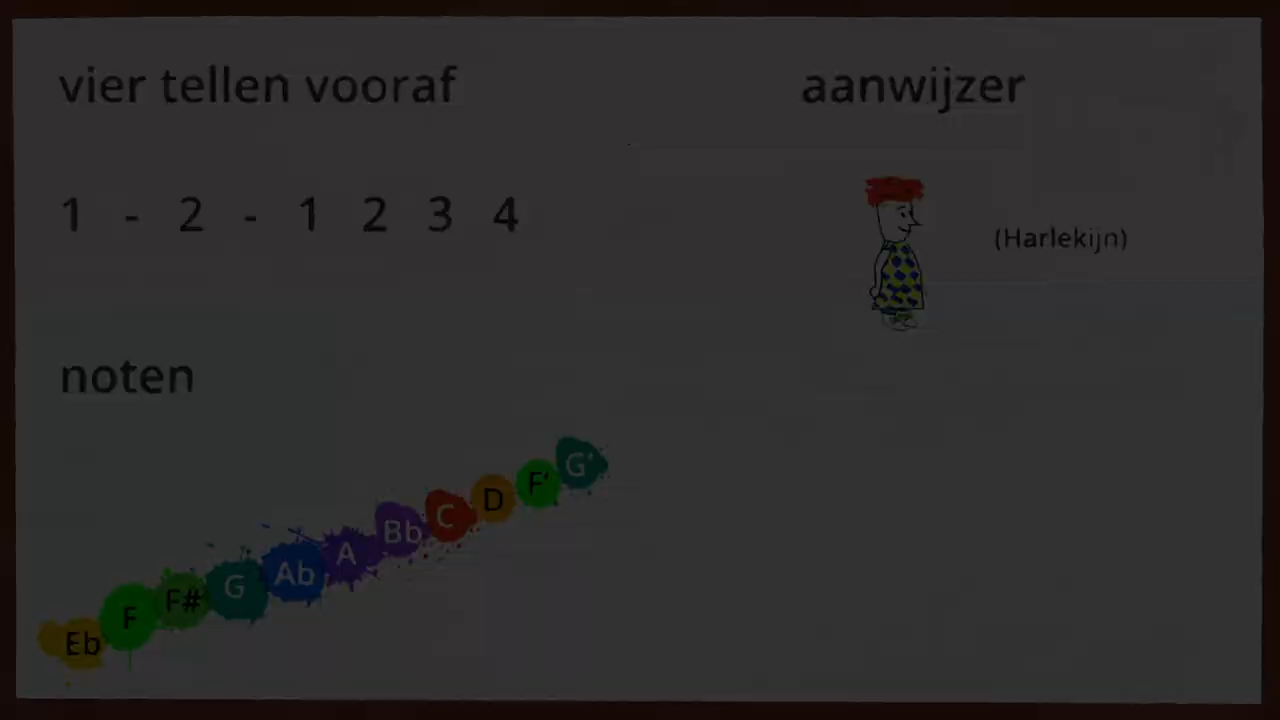 vier tellen vooraf
aanwijzer
1 - 2 - 1 2 3 4
(Harlekijn)
noten
Eb F F# G Ab A Bb C D F' G'